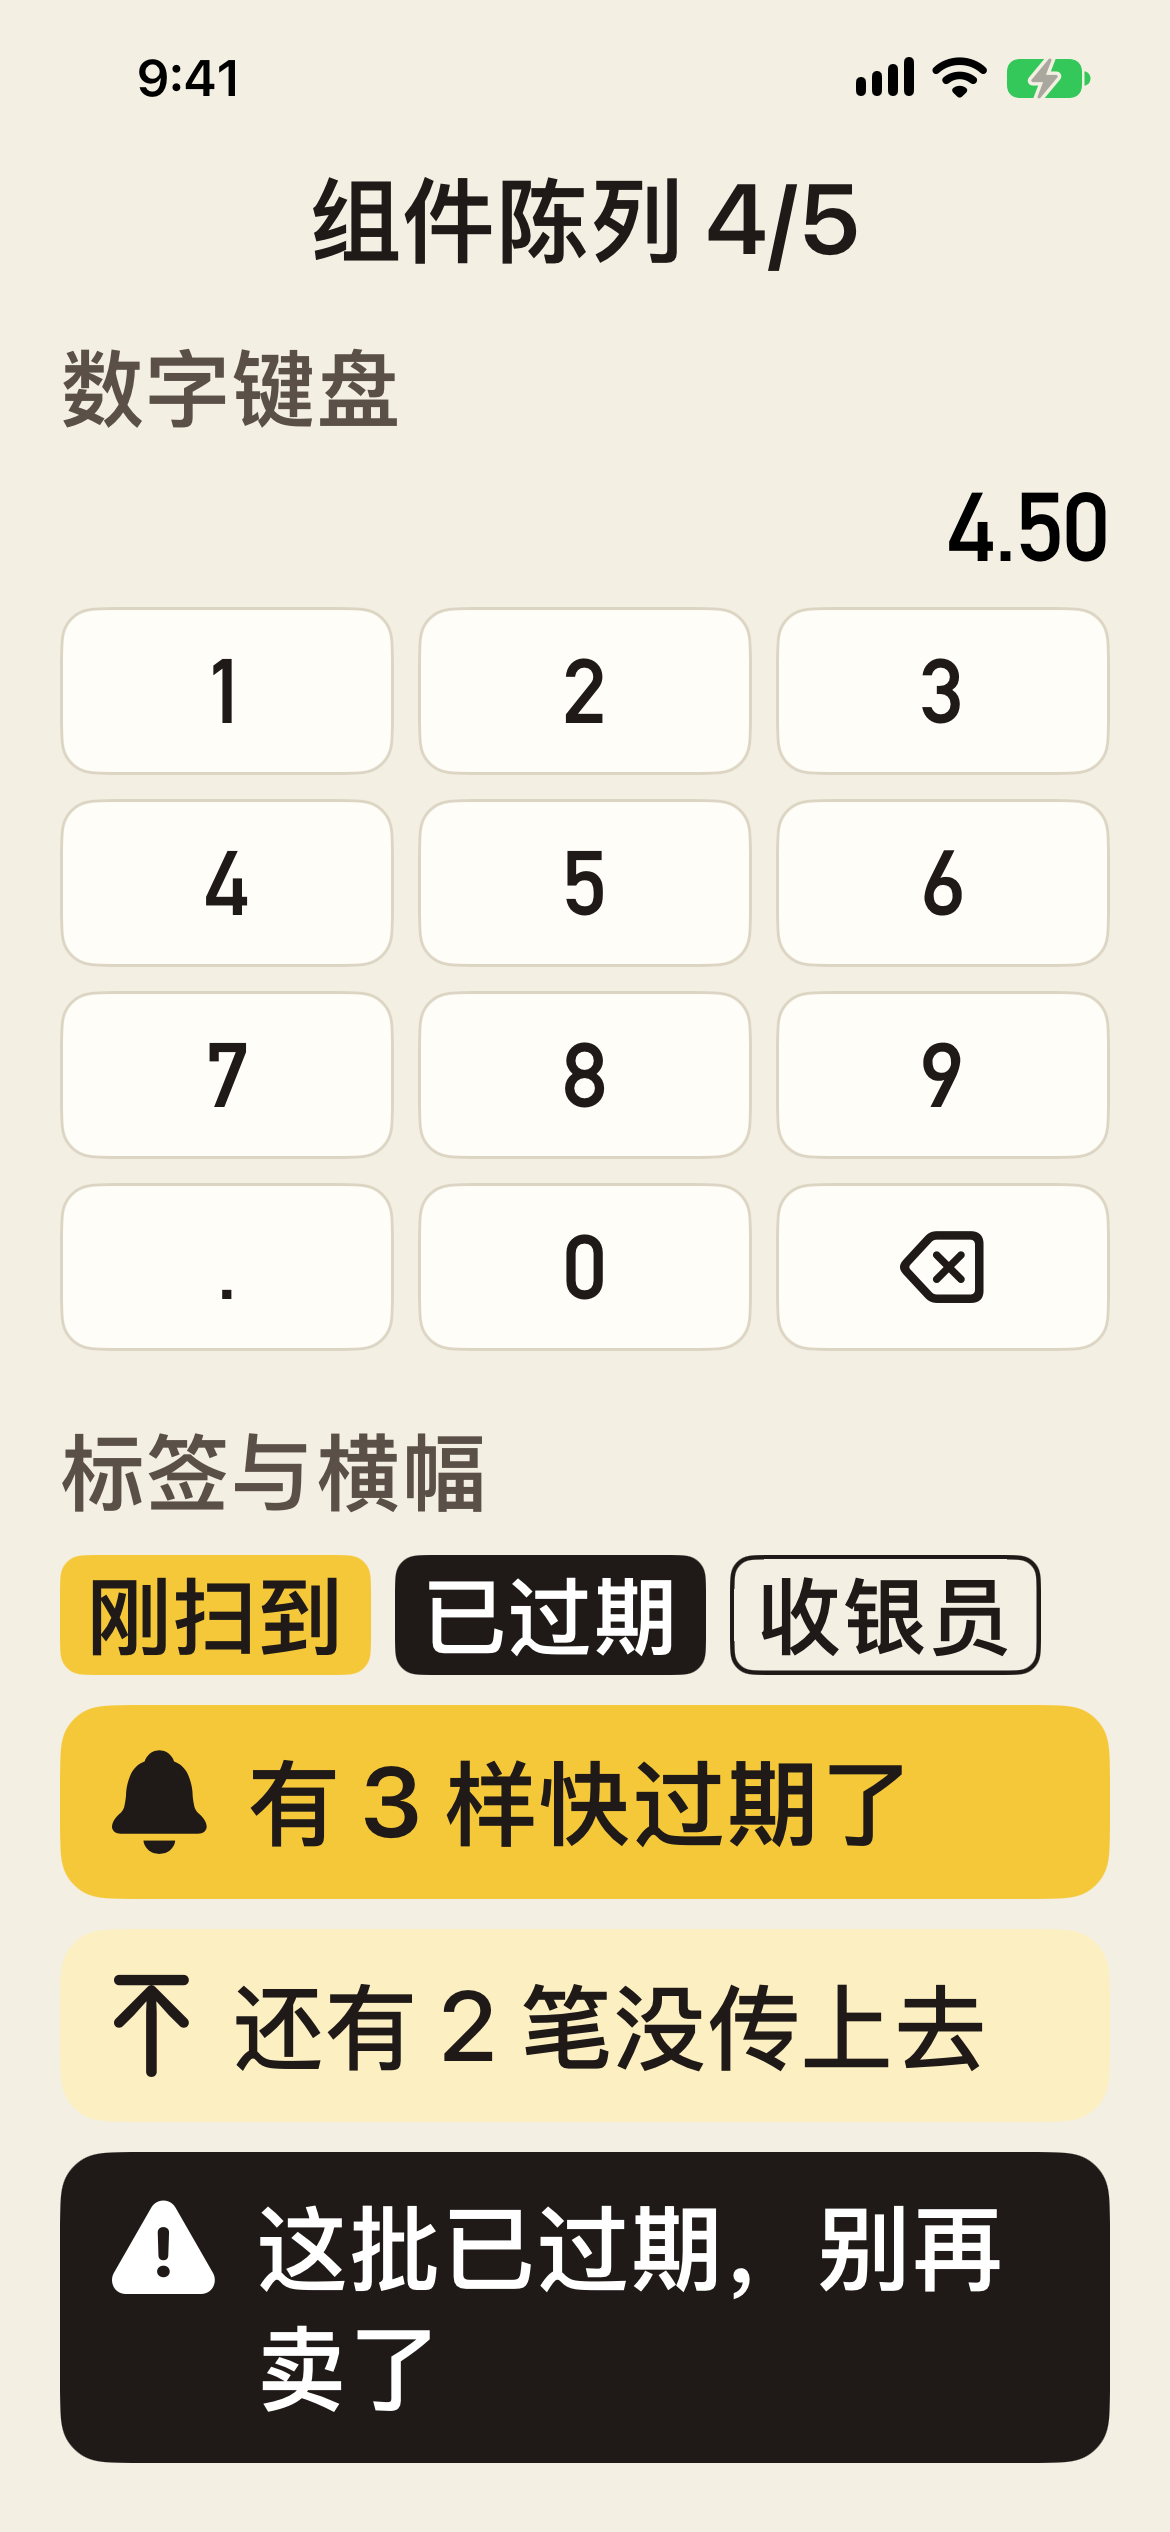 9:41
组件陈列 4/5
数字键盘
4.50
1 2 3
4 5 6
7 8 9
. 0
标签与横幅
刚扫到 已过期 收银员
有 3 样快过期了
还有 2 笔没传上去
这批已过期，别再
卖了